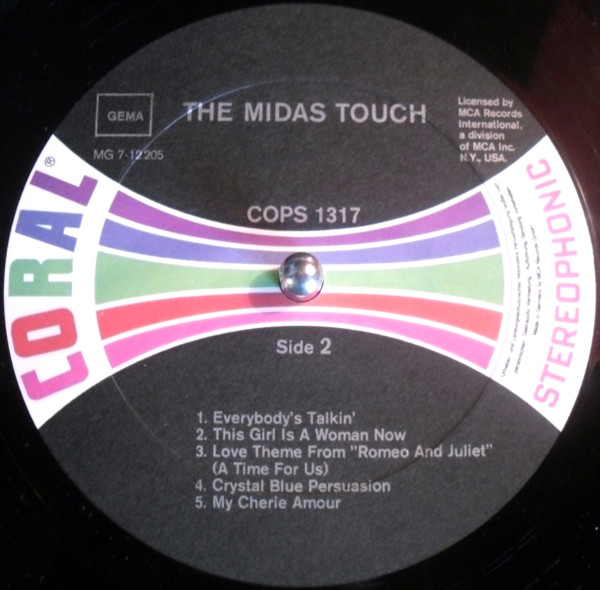 THE MIDAS TOUCH
GEMA
MG 7-12205
Licensed by
MCA Records
International,
a division
of MCA Inc.
N.Y., USA.
CORAL®
COPS 1317
STEREOPHONIC
Side 2
1. Everybody's Talkin'
2. This Girl Is A Woman Now
3. Love Theme From "Romeo And Juliet"
(A Time For Us)
4. Crystal Blue Persuasion
5. My Cherie Amour